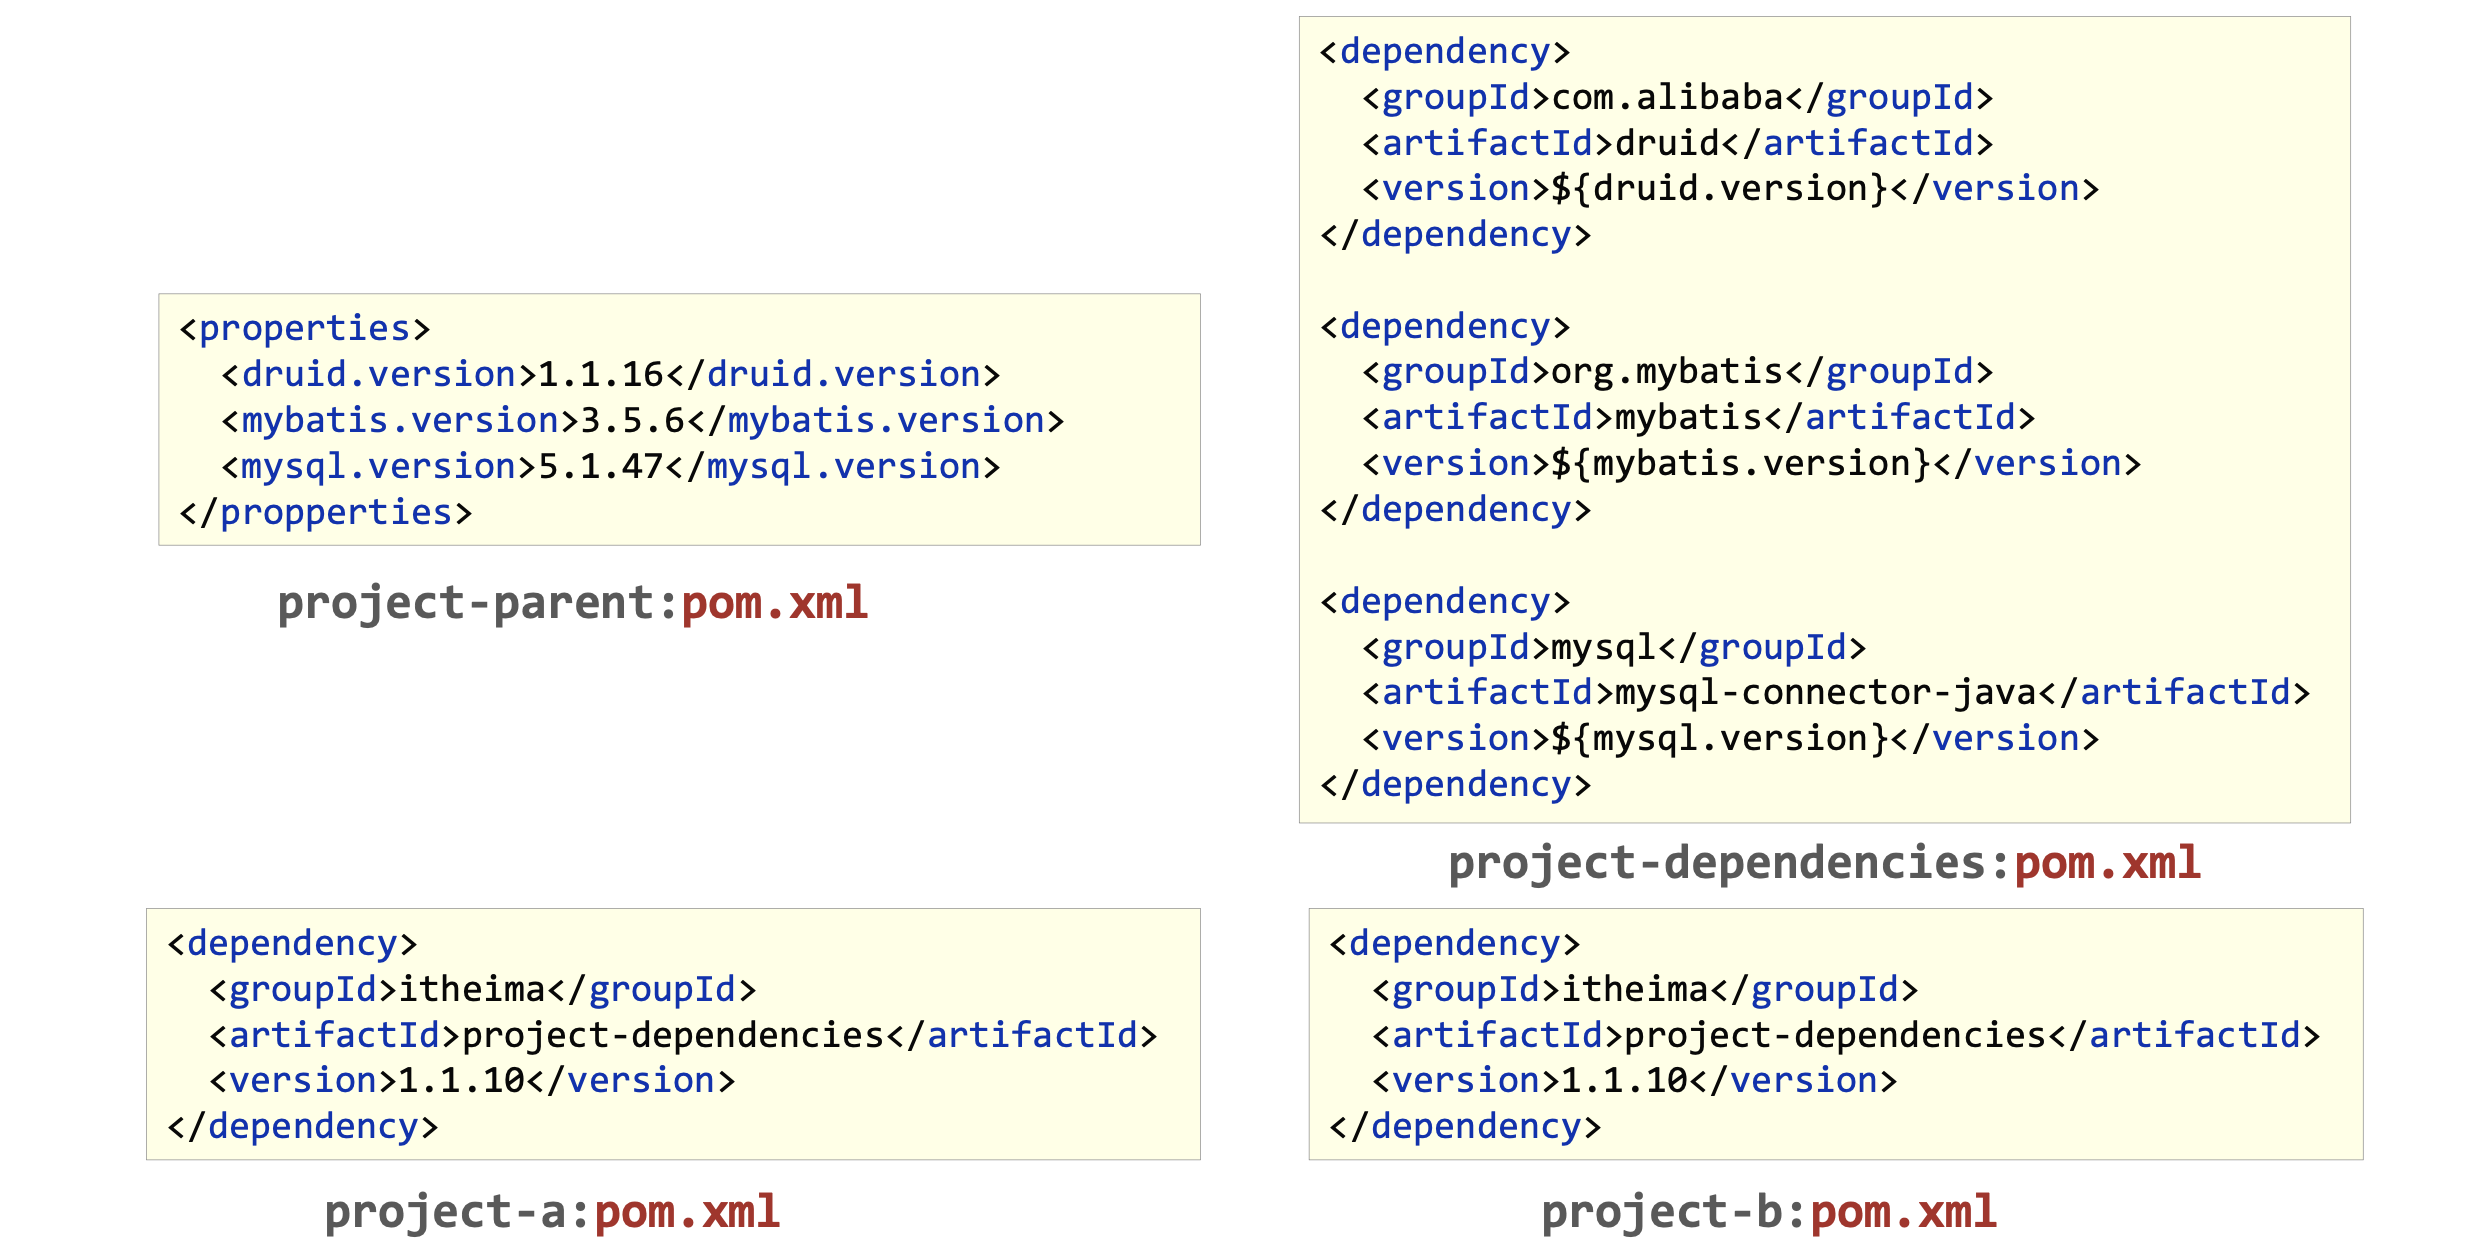 <properties>
  <druid.version>1.1.16</druid.version>
  <mybatis.version>3.5.6</mybatis.version>
  <mysql.version>5.1.47</mysql.version>
</propperties>
project-parent:pom.xml
<dependency>
  <groupId>com.alibaba</groupId>
  <artifactId>druid</artifactId>
  <version>${druid.version}</version>
</dependency>
<dependency>
  <groupId>org.mybatis</groupId>
  <artifactId>mybatis</artifactId>
  <version>${mybatis.version}</version>
</dependency>
<dependency>
  <groupId>mysql</groupId>
  <artifactId>mysql-connector-java</artifactId>
  <version>${mysql.version}</version>
</dependency>
project-dependencies:pom.xml
<dependency>
  <groupId>itheima</groupId>
  <artifactId>project-dependencies</artifactId>
  <version>1.1.10</version>
</dependency>
project-a:pom.xml
<dependency>
  <groupId>itheima</groupId>
  <artifactId>project-dependencies</artifactId>
  <version>1.1.10</version>
</dependency>
project-b:pom.xml